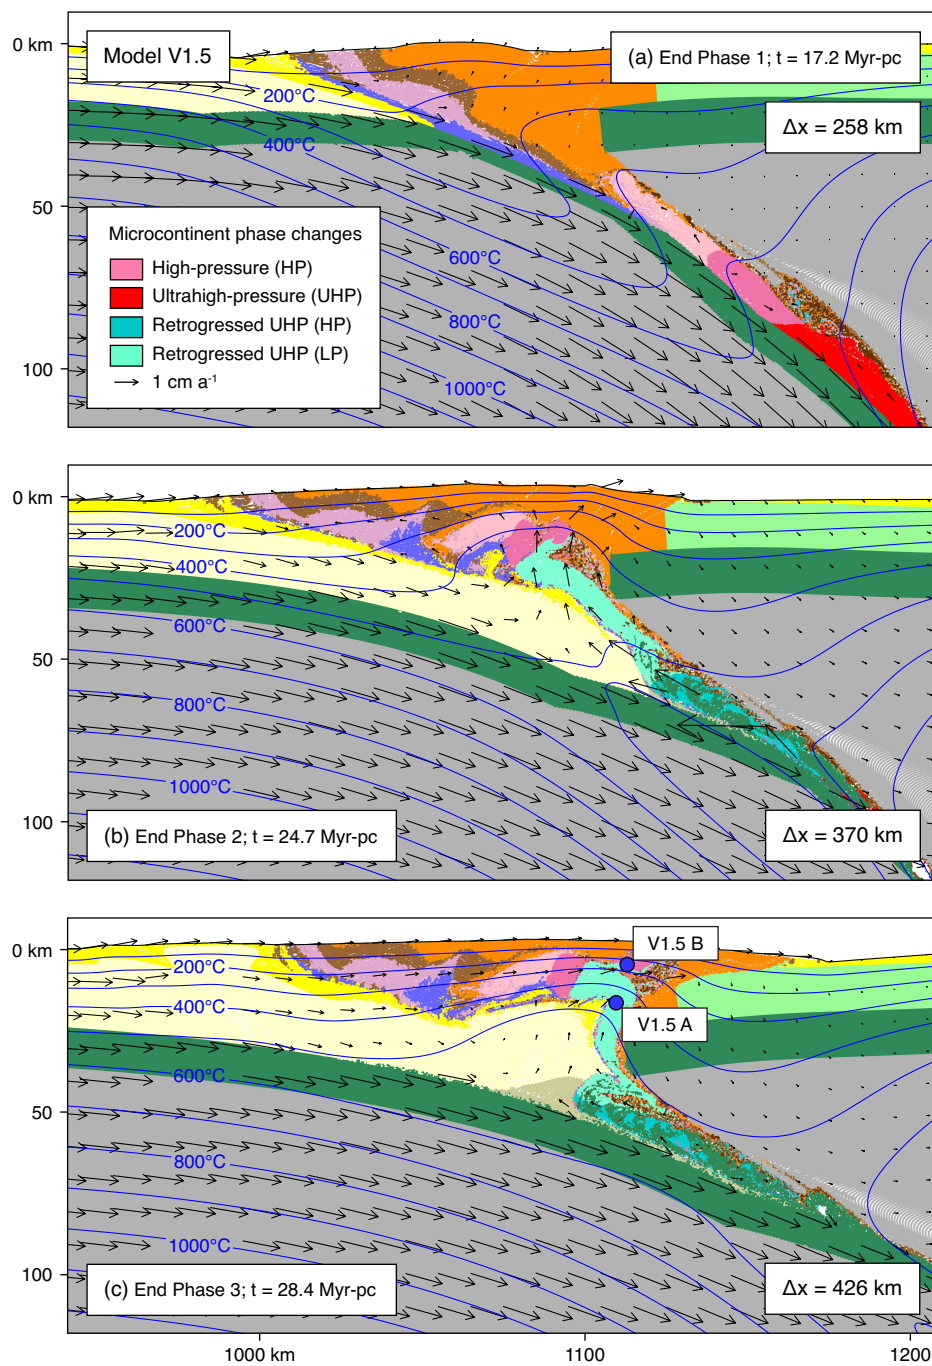 0 km
Model V1.5
(a) End Phase 1; t = 17.2 Myr-pc
200°C
Δx = 258 km
400°C
50
Microcontinent phase changes
High-pressure (HP)
600°C
Ultrahigh-pressure (UHP)
Retrogressed UHP (HP)
800°C
Retrogressed UHP (LP)
100
1 cm a⁻¹
1000°C
0 km
200°C
400°C
600°C
50
800°C
1000°C
100
(b) End Phase 2; t = 24.7 Myr-pc
Δx = 370 km
0 km
V1.5 B
200°C
400°C
V1.5 A
600°C
50
800°C
1000°C
100
(c) End Phase 3; t = 28.4 Myr-pc
Δx = 426 km
1000 km
1100
1200